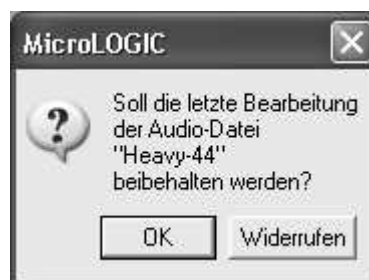 MicroLOGIC
Soll die letzte Bearbeitung
der Audio-Datei
"Heavy-44"
beibehalten werden?
OK Widerrufen